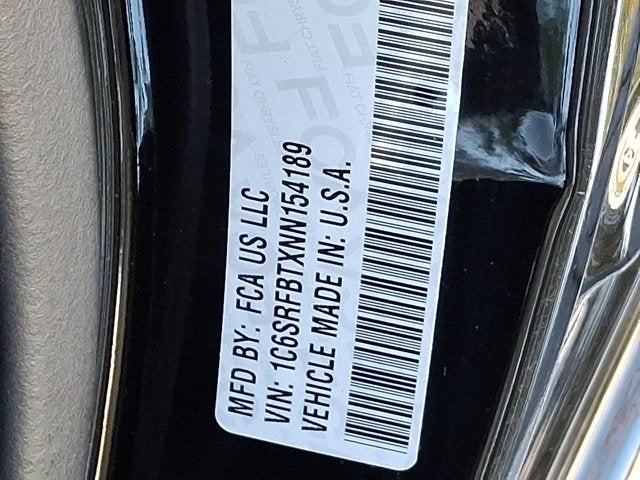 MFD BY: FCA US LLC
VIN: 1C6SRFBTXNN154189
VEHICLE MADE IN: U.S.A.